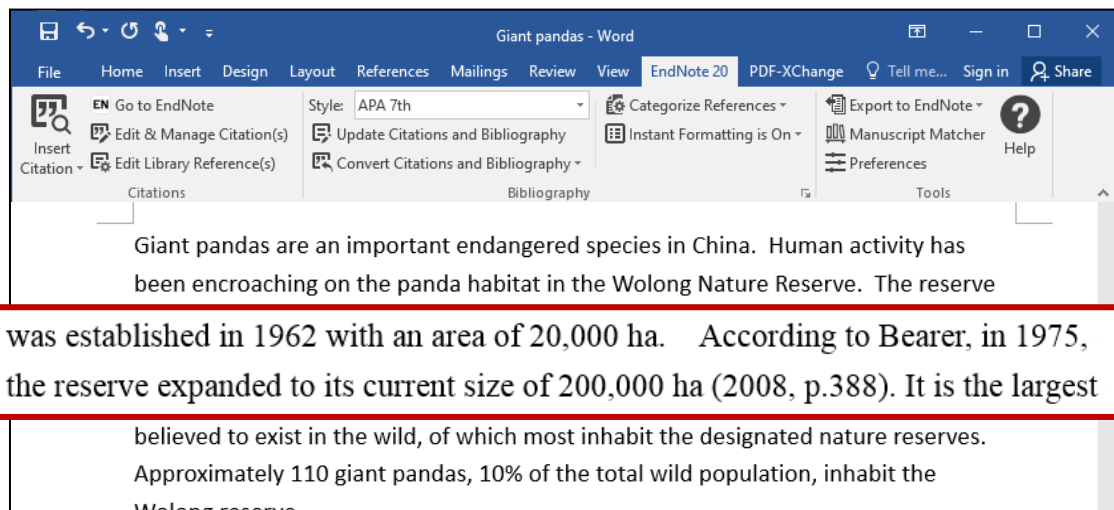 Giant pandas - Word
File Home Insert Design Layout References Mailings Review View EndNote 20 PDF-XChange Tell me... Sign in Share
EN Go to EndNote Style: APA 7th Categorize References Export to EndNote
Insert Citation Edit & Manage Citation(s) Update Citations and Bibliography Instant Formatting is On Manuscript Matcher Help
Edit Library Reference(s) Convert Citations and Bibliography Preferences
Citations Bibliography Tools
Giant pandas are an important endangered species in China. Human activity has
been encroaching on the panda habitat in the Wolong Nature Reserve. The reserve
was established in 1962 with an area of 20,000 ha. According to Bearer, in 1975,
the reserve expanded to its current size of 200,000 ha (2008, p.388). It is the largest
believed to exist in the wild, of which most inhabit the designated nature reserves.
Approximately 110 giant pandas, 10% of the total wild population, inhabit the
Wolong reserve